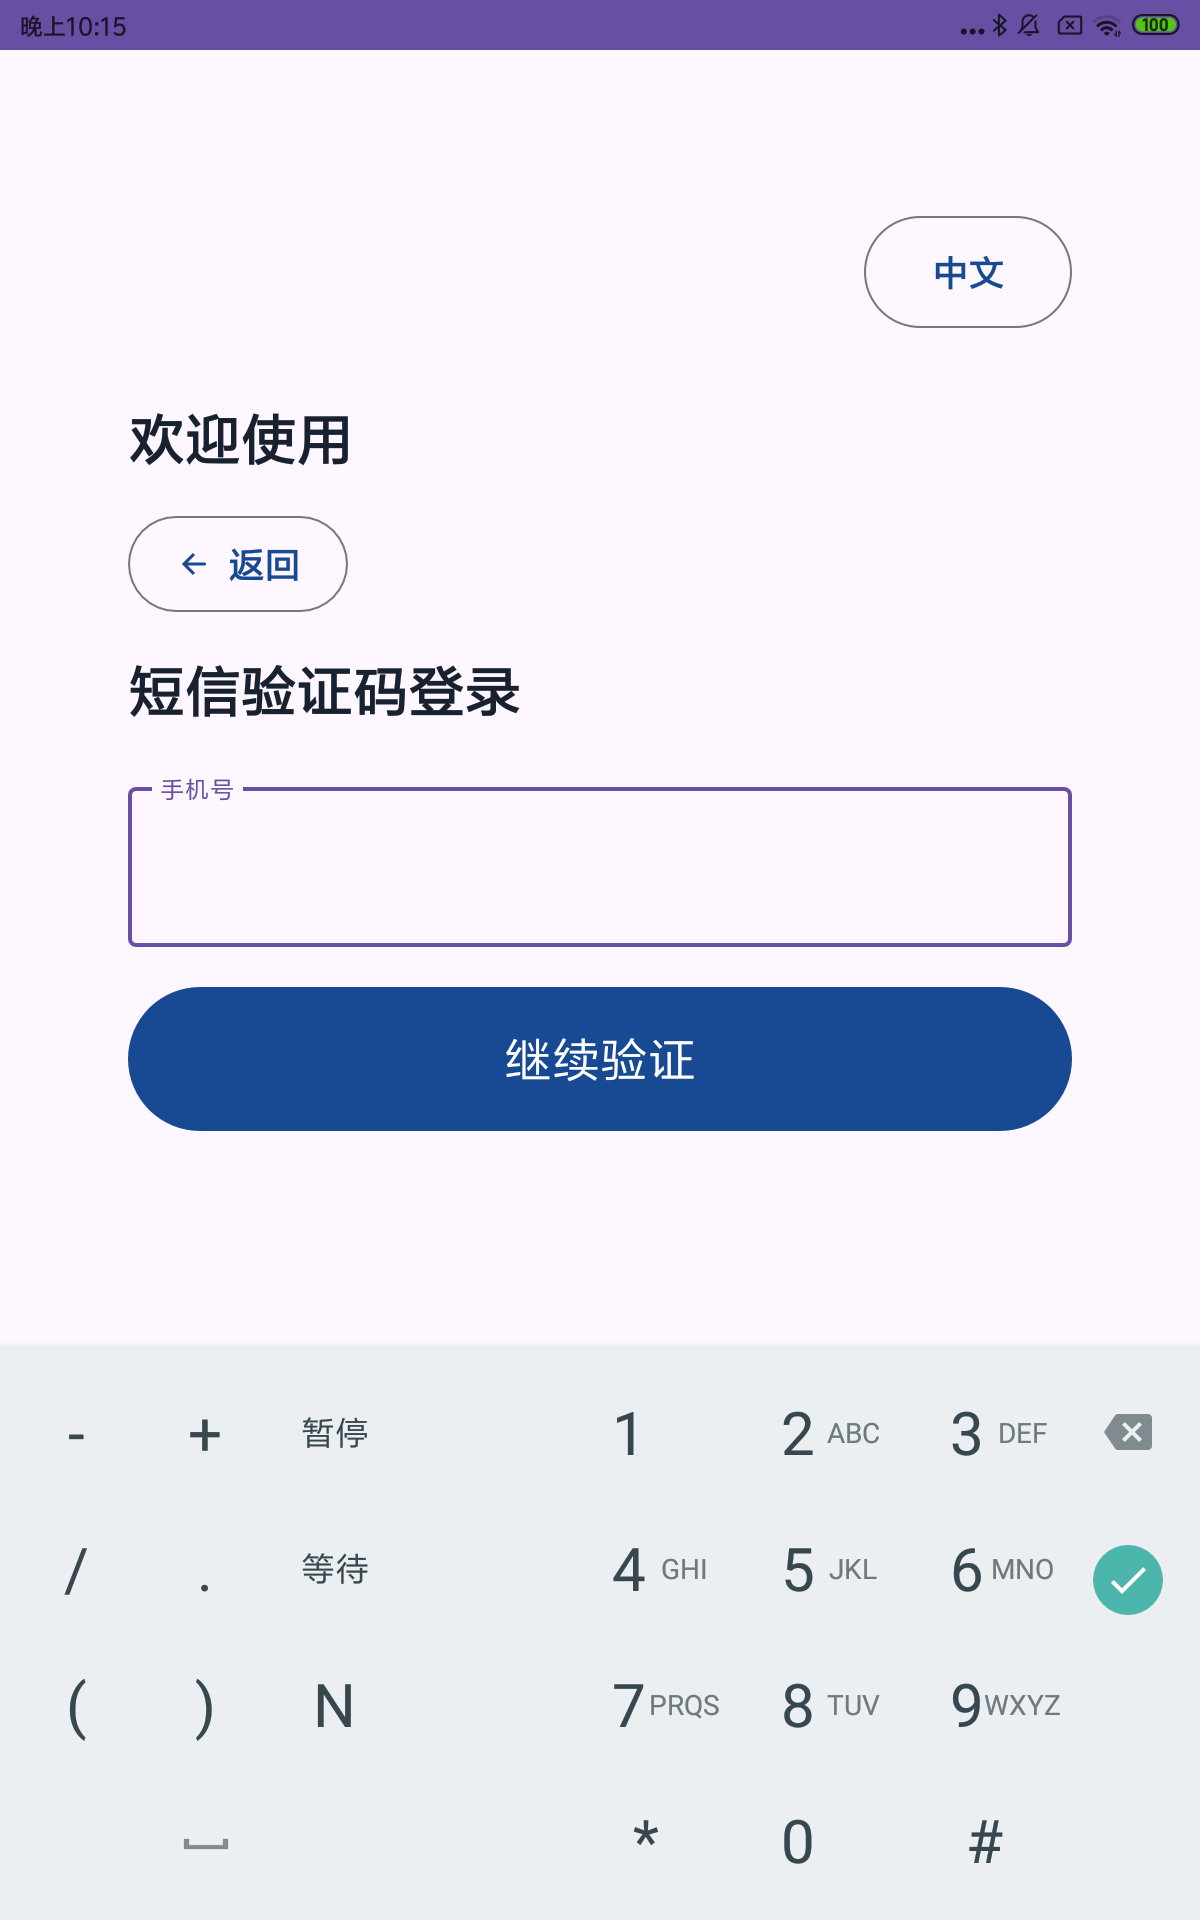 晚上10:15
100
中文
欢迎使用
返回
短信验证码登录
手机号
继续验证
- + 暂停 1 2 ABC 3 DEF
/ . 等待 4 GHI 5 JKL 6 MNO
( ) N 7 PRQS 8 TUV 9 WXYZ
* 0 #